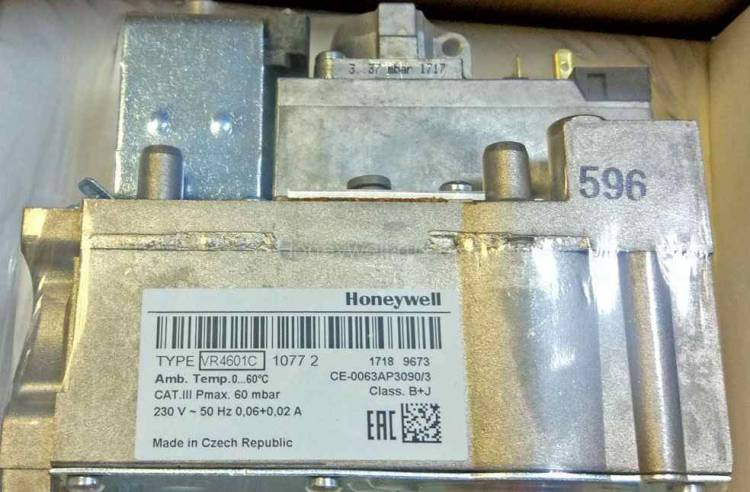 3..37 mbar 1717
596
Honeywell
TYPE VR4601C 1077 2 1718 9673
Amb. Temp.0...60°C CE-0063AP3090/3
CAT.III Pmax. 60 mbar Class. B+J
230 V ~ 50 Hz 0,06+0,02 A
EAC
Made in Czech Republic